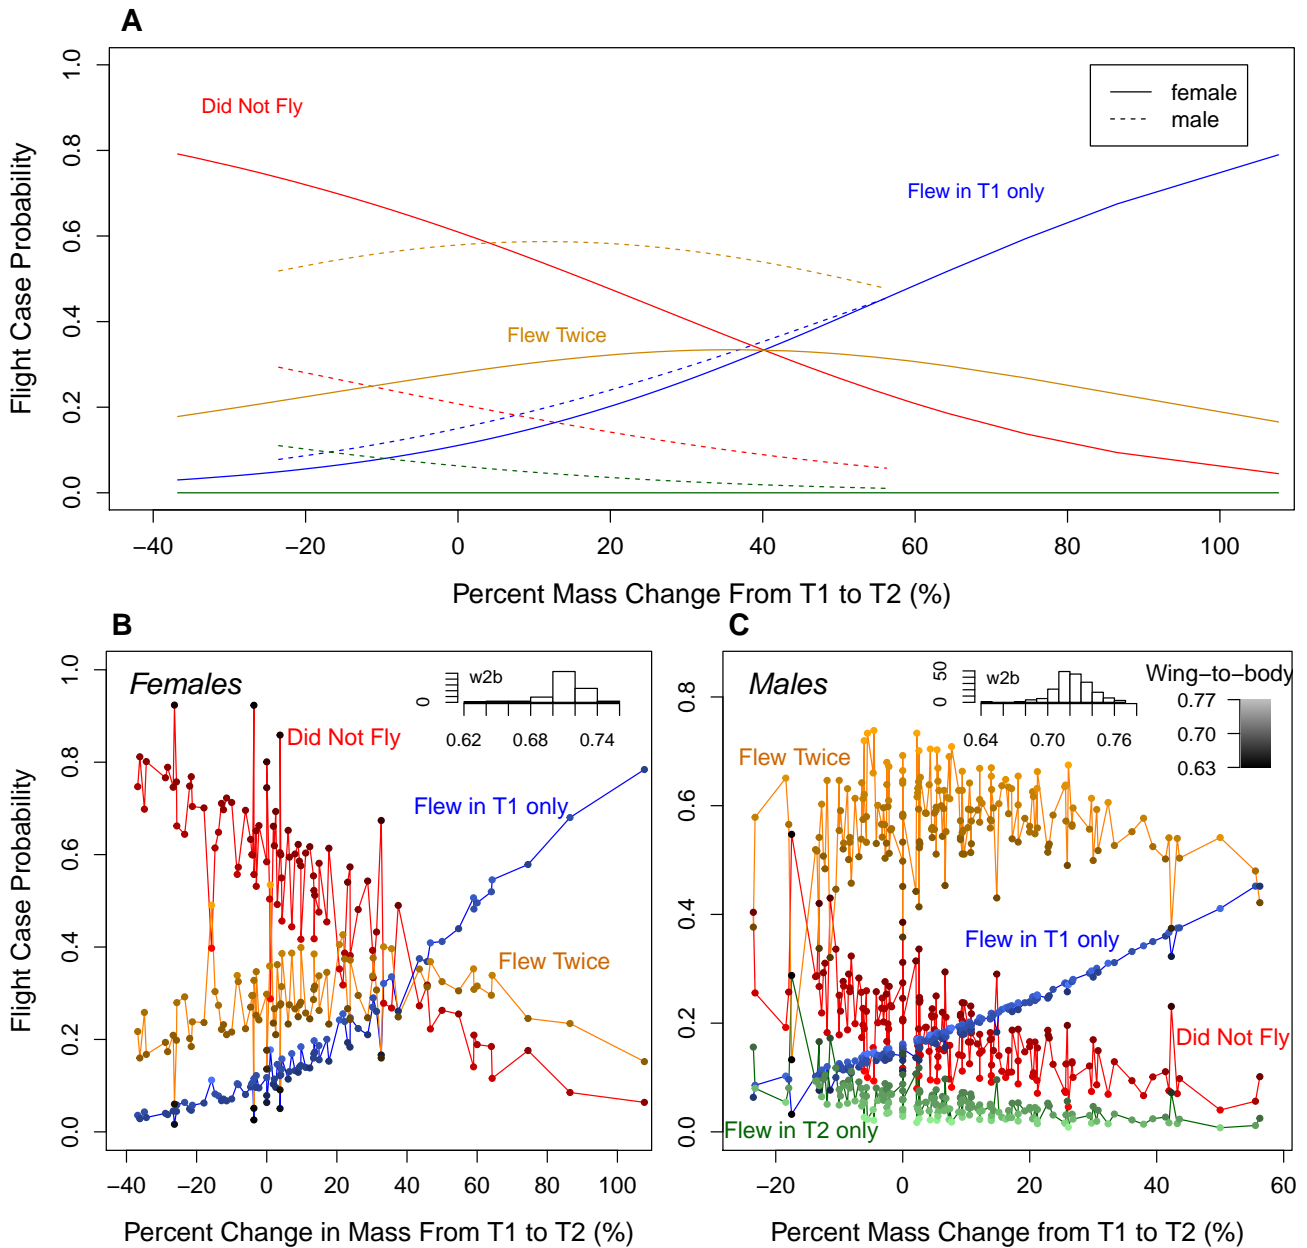 A
Flight Case Probability
1.0
0.8
0.6
0.4
0.2
0.0
Did Not Fly
Flew in T1 only
Flew Twice
female
male
−40 −20 0 20 40 60 80 100
Percent Mass Change From T1 to T2 (%)
B
Flight Case Probability
1.0
0.8
0.6
0.4
0.2
0.0
Females
w2b
0
0.62 0.68 0.74
Did Not Fly
Flew in T1 only
Flew Twice
−40 −20 0 20 40 60 80 100
Percent Change in Mass From T1 to T2 (%)
C
0.8
0.6
0.4
0.2
0.0
Males
50
w2b
0
0.64 0.70 0.76
Wing−to−body
0.77
0.70
0.63
Flew Twice
Flew in T1 only
Did Not Fly
Flew in T2 only
−20 0 20 40 60
Percent Mass Change from T1 to T2 (%)